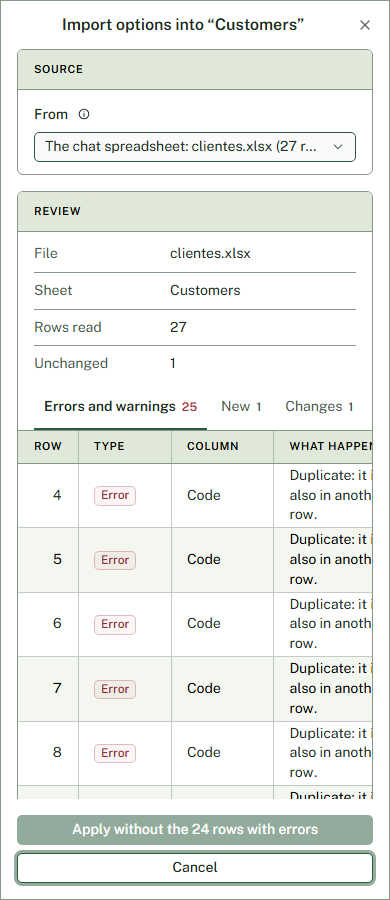 Import options into “Customers”
SOURCE
From
The chat spreadsheet: clientes.xlsx (27 r...
REVIEW
File clientes.xlsx
Sheet Customers
Rows read 27
Unchanged 1
Errors and warnings 25 New 1 Changes 1
ROW TYPE COLUMN WHAT HAPPEN
4 Error Code Duplicate: it i
also in anoth
row.
5 Error Code Duplicate: it i
also in anoth
row.
6 Error Code Duplicate: it i
also in anoth
row.
7 Error Code Duplicate: it i
also in anoth
row.
8 Error Code Duplicate: it i
also in anoth
row.
Duplicate: it i
Apply without the 24 rows with errors
Cancel